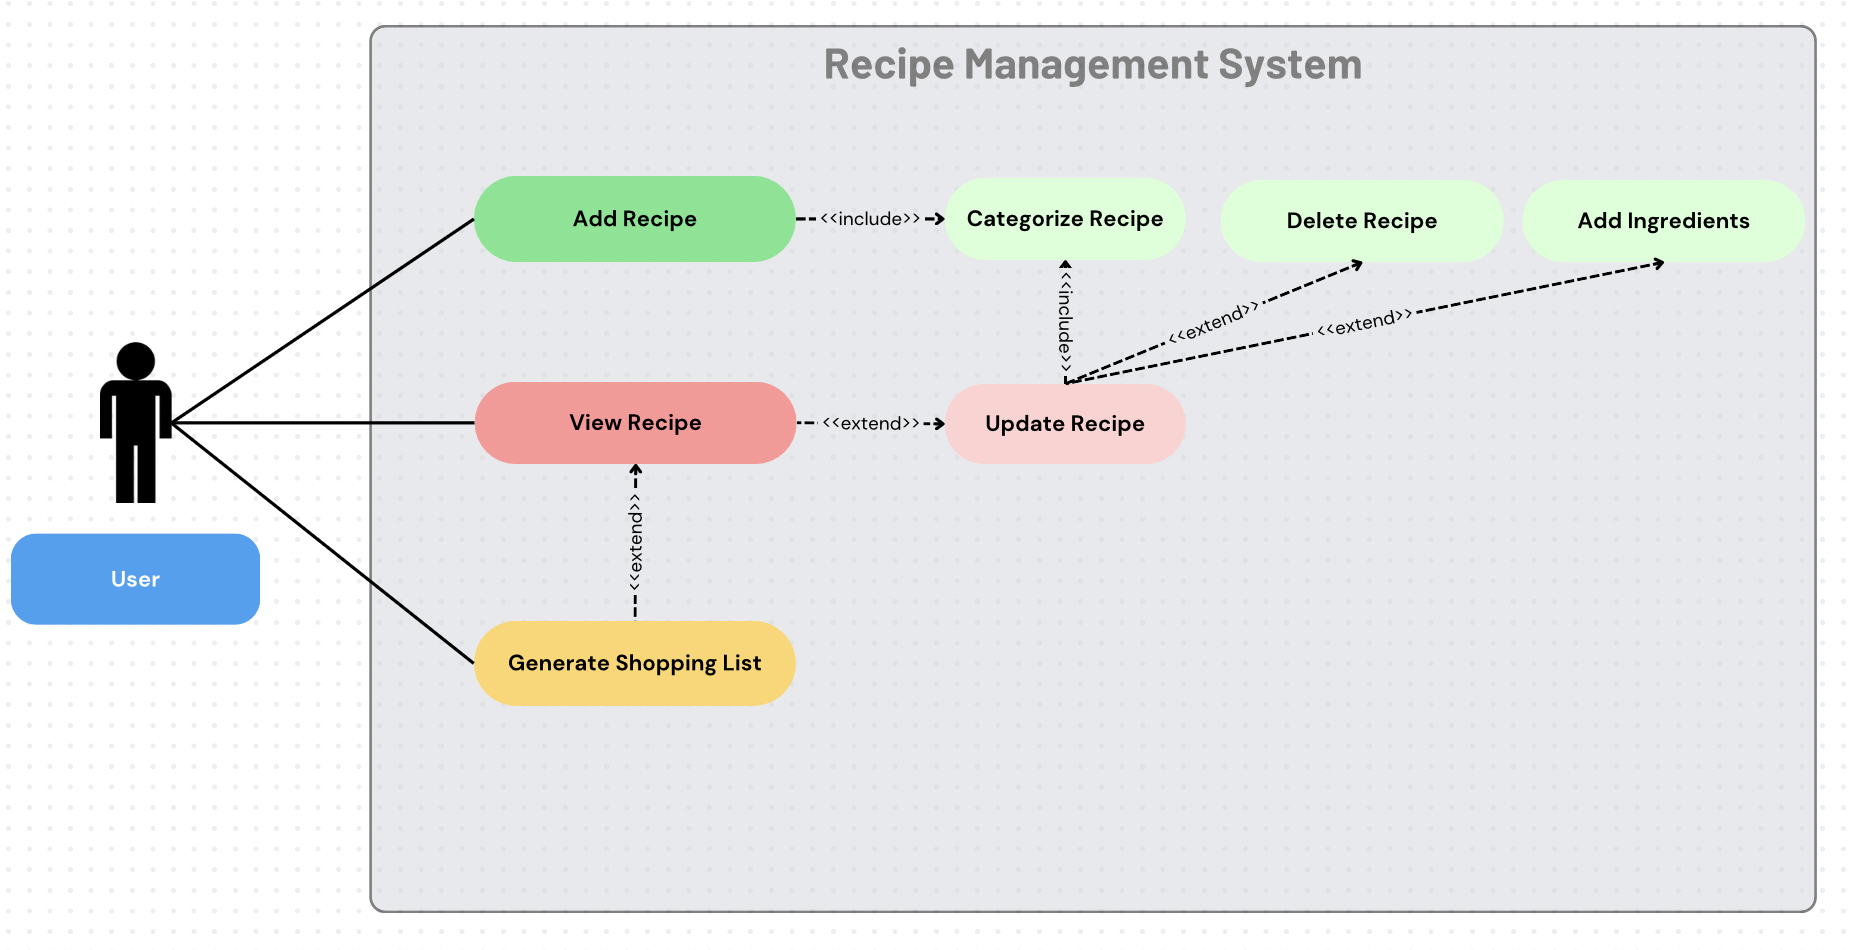 Recipe Management System
Add Recipe
<<include>>
Categorize Recipe
Delete Recipe
Add Ingredients
<<include>>
<<extend>>
<<extend>>
View Recipe
<<extend>>
Update Recipe
<<extend>>
User
Generate Shopping List